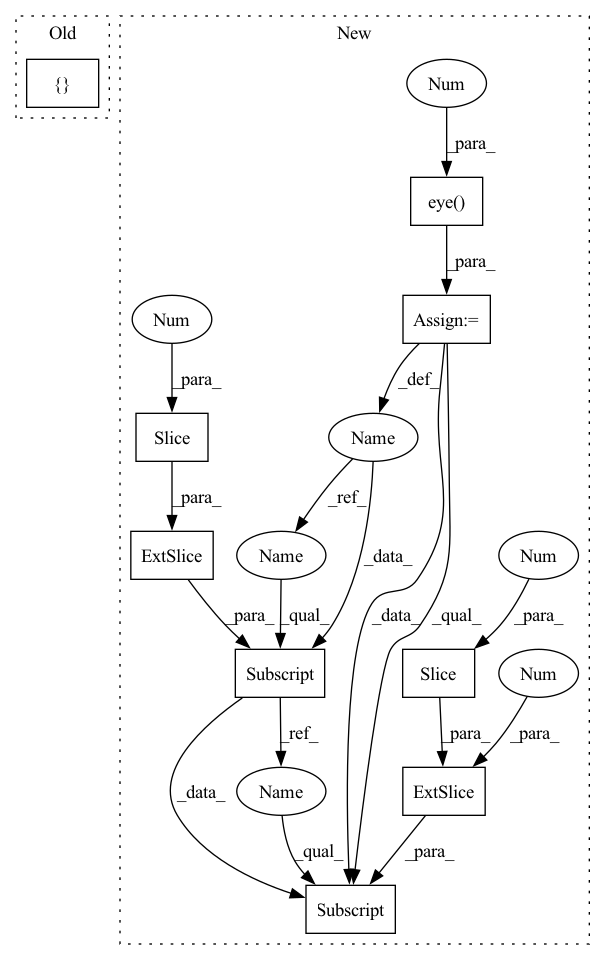 Old
New
{}
Num
_para_
eye()
_para_
Num
Assign:=
_para_
_def_
Slice
Name
_para_
_ref_
ExtSlice
Name
_data_
Num
_para_
_qual_
_data_
_qual_
_para_
Subscript
Slice
Num
_ref_
_para_
_para_
_data_
Name
ExtSlice
_qual_
_para_
Subscript